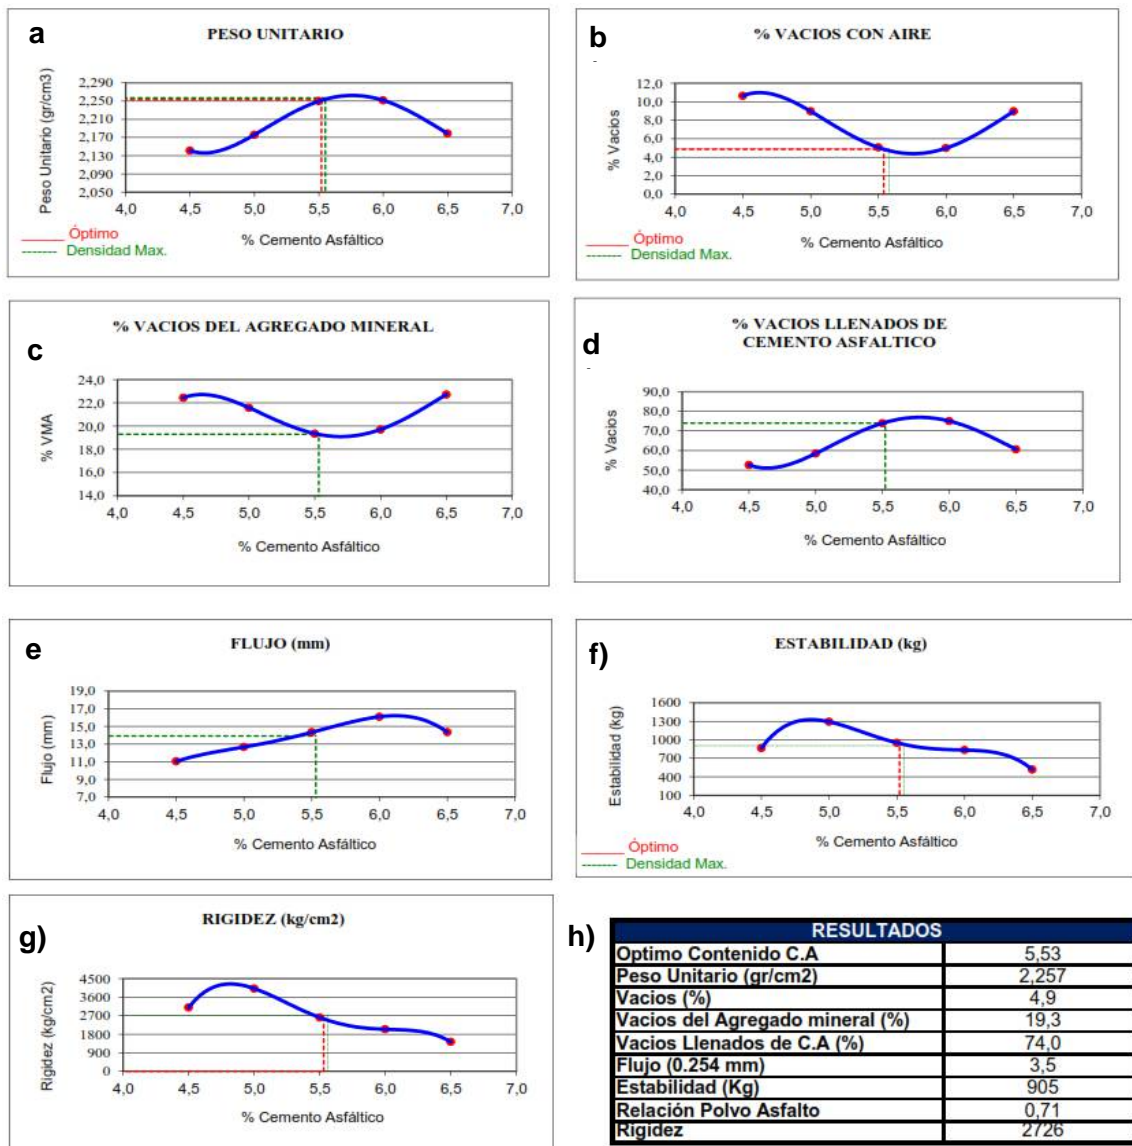 a
PESO UNITARIO
Peso Unitario (gr/cm3)
2,290
2,250
2,210
2,170
2,130
2,090
2,050
4,0 4,5 5,0 5,5 6,0 6,5 7,0
% Cemento Asfáltico
Óptimo
Densidad Max.
b
% VACIOS CON AIRE
% Vacios
12,0
10,0
8,0
6,0
4,0
2,0
0,0
4,0 4,5 5,0 5,5 6,0 6,5 7,0
% Cemento Asfáltico
Óptimo
Densidad Max.
c
% VACIOS DEL AGREGADO MINERAL
% VMA
24,0
22,0
20,0
18,0
16,0
14,0
4,0 4,5 5,0 5,5 6,0 6,5 7,0
% Cemento Asfáltico
d
% VACIOS LLENADOS DE
CEMENTO ASFALTICO
% Vacios
90,0
80,0
70,0
60,0
50,0
40,0
4,0 4,5 5,0 5,5 6,0 6,5 7,0
% Cemento Asfáltico
e
FLUJO (mm)
Flujo (mm)
19,0
17,0
15,0
13,0
11,0
9,0
7,0
4,0 4,5 5,0 5,5 6,0 6,5 7,0
% Cemento Asfáltico
f)
ESTABILIDAD (kg)
Estabilidad (kg)
1600
1300
1000
700
400
100
4,0 4,5 5,0 5,5 6,0 6,5 7,0
% Cemento Asfáltico
Óptimo
Densidad Max.
g)
RIGIDEZ (kg/cm2)
Rigidez (kg/cm2)
4500
3600
2700
1800
900
0
4,0 4,5 5,0 5,5 6,0 6,5 7,0
% Cemento Asfáltico
h)
RESULTADOS
Optimo Contenido C.A 5,53
Peso Unitario (gr/cm2) 2,257
Vacios (%) 4,9
Vacios del Agregado mineral (%) 19,3
Vacios Llenados de C.A (%) 74,0
Flujo (0.254 mm) 3,5
Estabilidad (Kg) 905
Relación Polvo Asfalto 0,71
Rigidez 2726